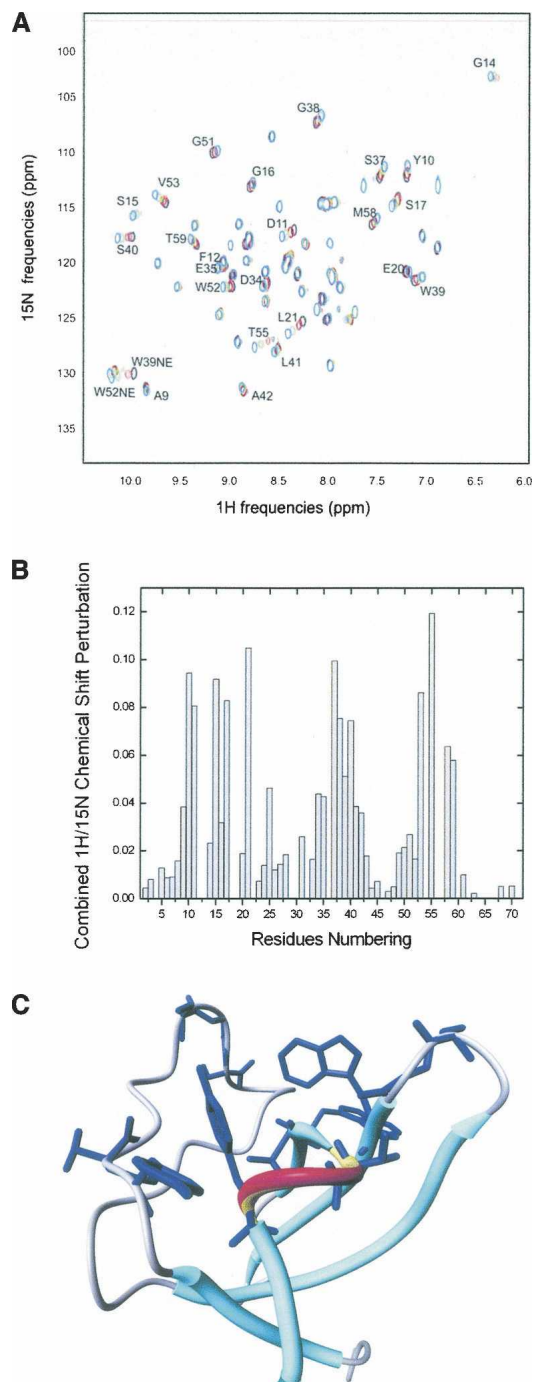 A
G14
G38
G51
G16
S37
Y10
V53
S15
D11
M58
S17
T59
S40
F12
E35
W52
D34
E20
W39
L21
T55
L41
W39NE
W52NE
A9
A42
100
105
110
115
120
125
130
135
15N frequencies (ppm)
10.0 9.5 9.0 8.5 8.0 7.5 7.0 6.5 6.0
1H frequencies (ppm)
B
Combined 1H/15N Chemical Shift Perturbation
0.12
0.10
0.08
0.06
0.04
0.02
0.00
5 10 15 20 25 30 35 40 45 50 55 60 65 70
Residues Numbering
C